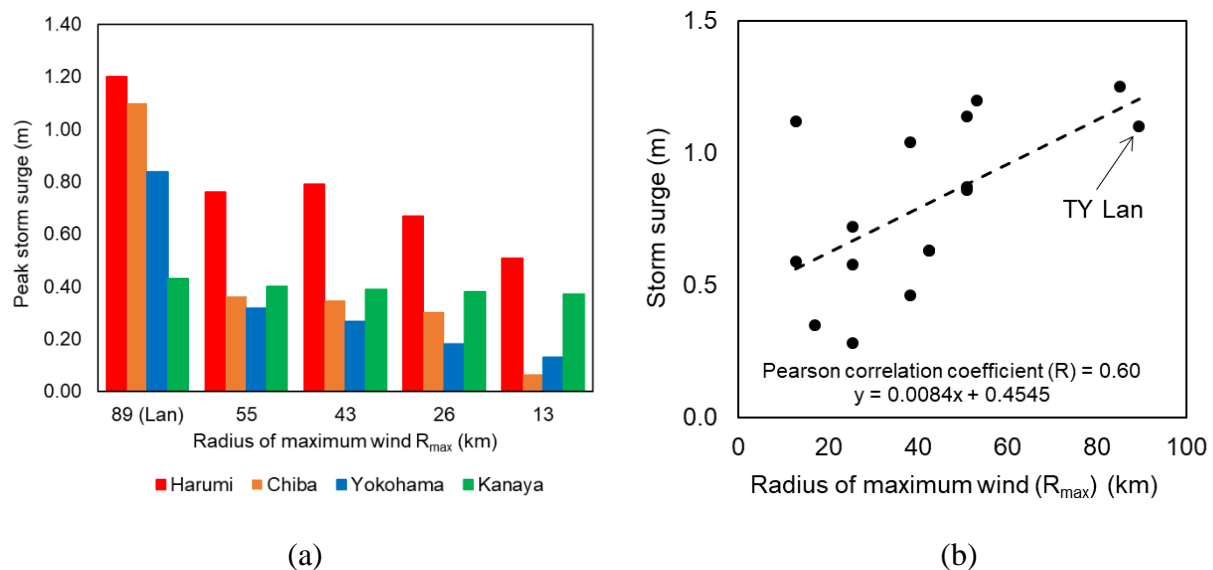 1.40
1.20
1.00
0.80
0.60
0.40
0.20
0.00
Peak storm surge (m)
89 (Lan) 55 43 26 13
Radius of maximum wind Rmax (km)
Harumi Chiba Yokohama Kanaya
(a)
1.5
1.0
0.5
0.0
Storm surge (m)
TY Lan
Pearson correlation coefficient (R) = 0.60
y = 0.0084x + 0.4545
0 20 40 60 80 100
Radius of maximum wind (Rmax) (km)
(b)